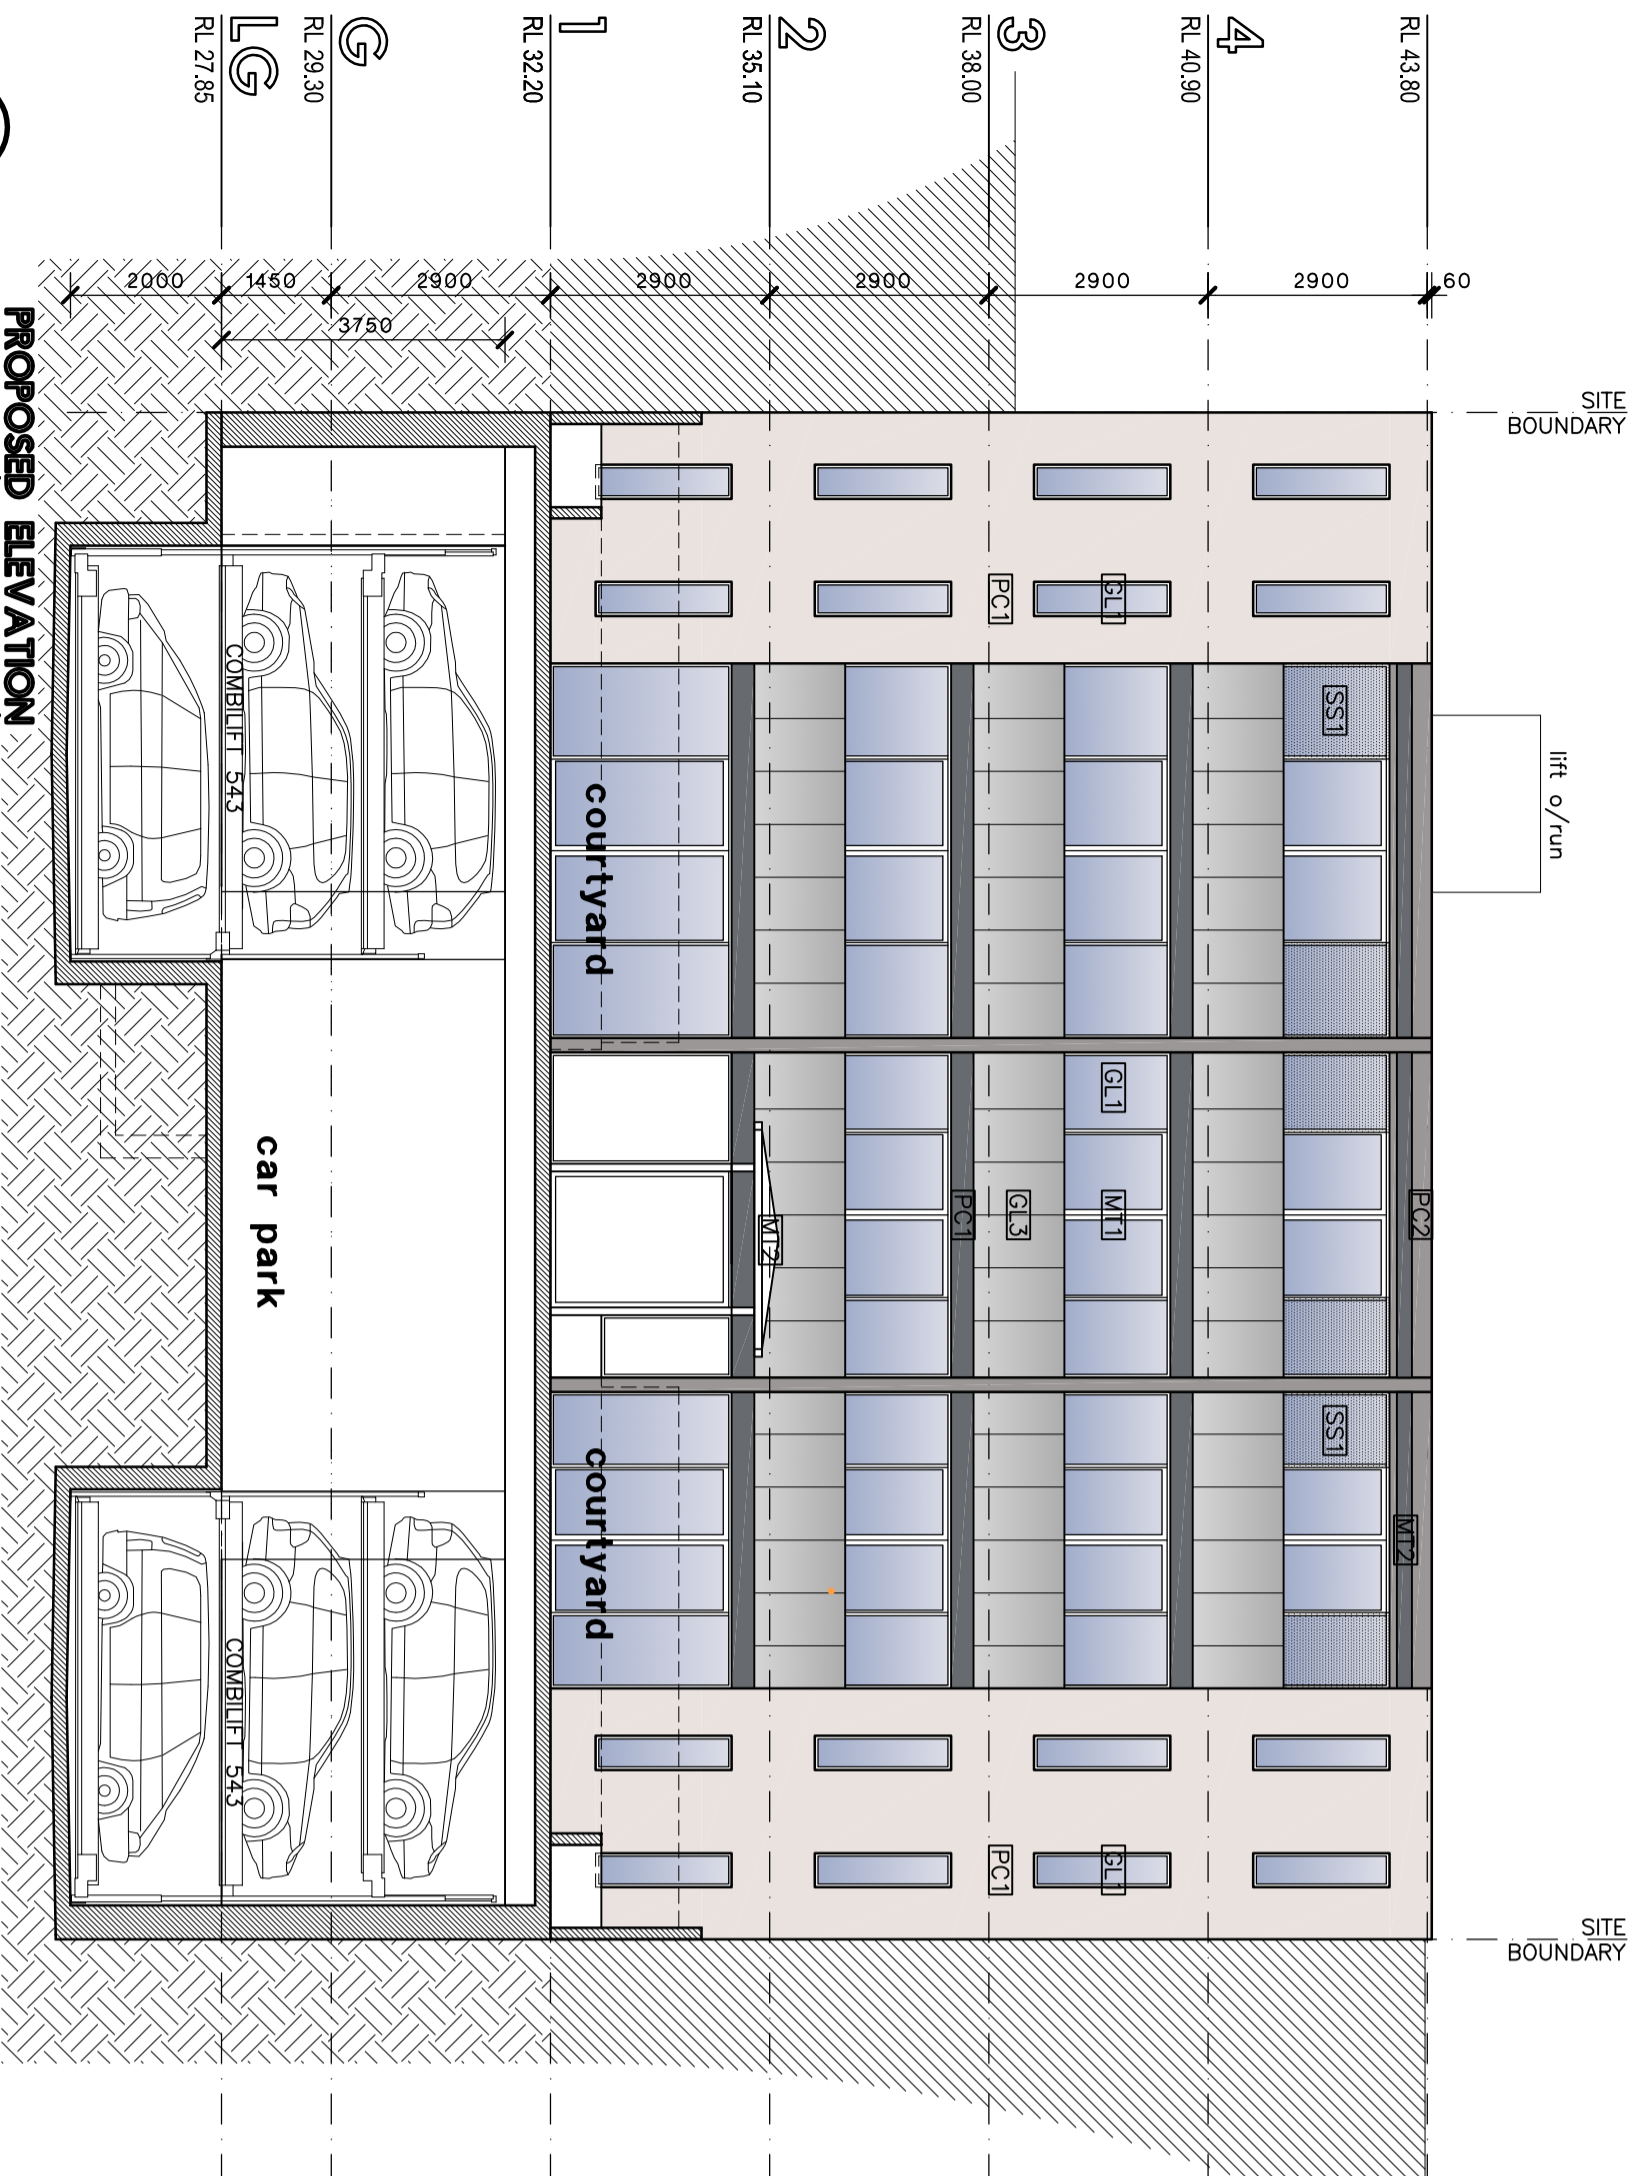 lift o/run
SITE
BOUNDARY
SITE
BOUNDARY
RL 43.80
4
RL 40.90
3
RL 38.00
2
RL 35.10
1
RL 32.20
G
RL 29.30
LG
RL 27.85
60
2900
2900
2900
2900
2900
1450
2000
3750
PC2
MT2
SS1
SS1
GL1
GL1
MT1
GL1
PC1
GL3
PC1
PC1
MT2
courtyard
courtyard
car park
COMBILIFT 543
COMBILIFT 543
PROPOSED ELEVATION